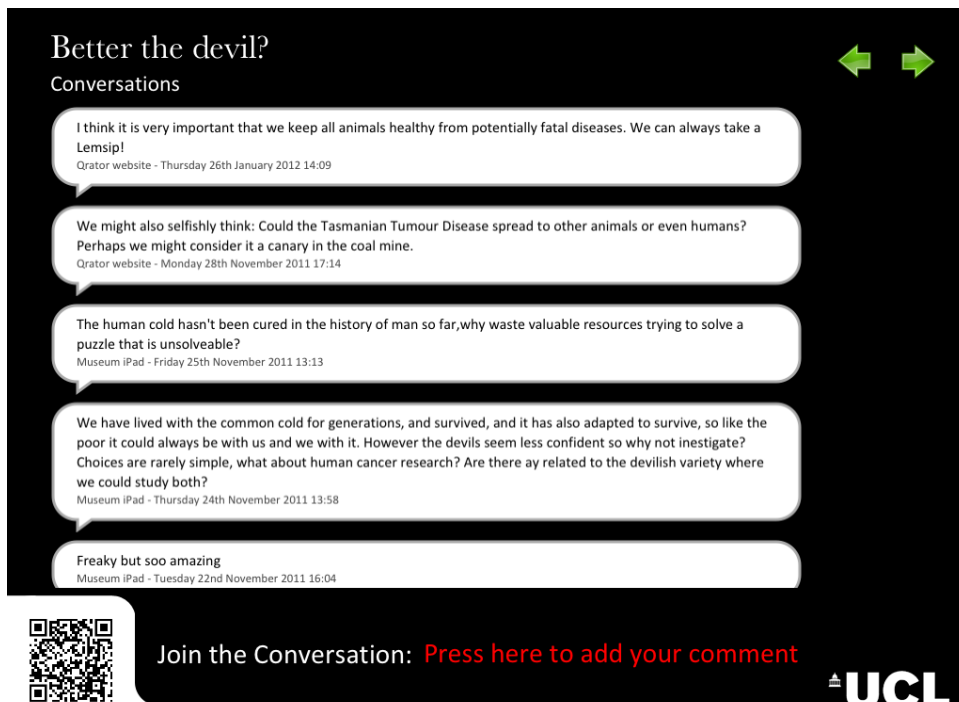 Better the devil?
Conversations
I think it is very important that we keep all animals healthy from potentially fatal diseases. We can always take a
Lemsip!
Qrator website - Thursday 26th January 2012 14:09
We might also selfishly think: Could the Tasmanian Tumour Disease spread to other animals or even humans?
Perhaps we might consider it a canary in the coal mine.
Qrator website - Monday 28th November 2011 17:14
The human cold hasn't been cured in the history of man so far,why waste valuable resources trying to solve a
puzzle that is unsolveable?
Museum iPad - Friday 25th November 2011 13:13
We have lived with the common cold for generations, and survived, and it has also adapted to survive, so like the
poor it could always be with us and we with it. However the devils seem less confident so why not inestigate?
Choices are rarely simple, what about human cancer research? Are there ay related to the devilish variety where
we could study both?
Museum iPad - Thursday 24th November 2011 13:58
Freaky but soo amazing
Museum iPad - Tuesday 22nd November 2011 16:04
Join the Conversation: Press here to add your comment
UCL